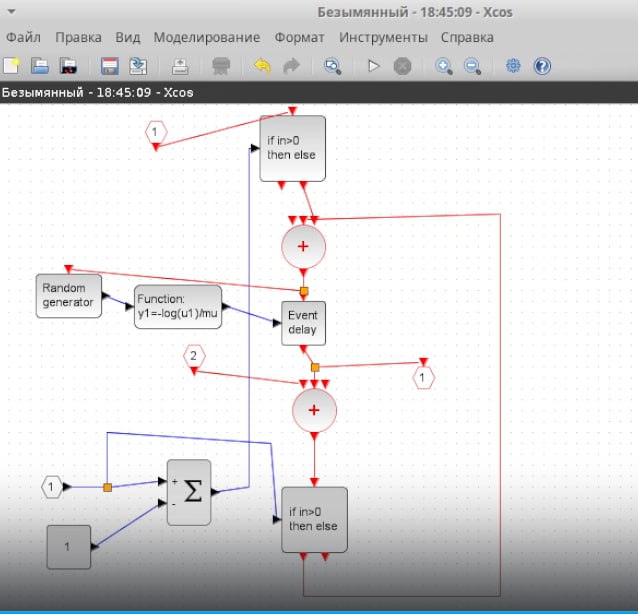 Безымянный - 18:45:09 - Xcos
Файл Правка Вид Моделирование Формат Инструменты Справка
Безымянный - 18:45:09 - Xcos
1
if in>0
then else
+
Random
generator
Function:
y1=-log(u1)/mu
Event
delay
2
1
+
1
+
-
Σ
1
if in>0
then else